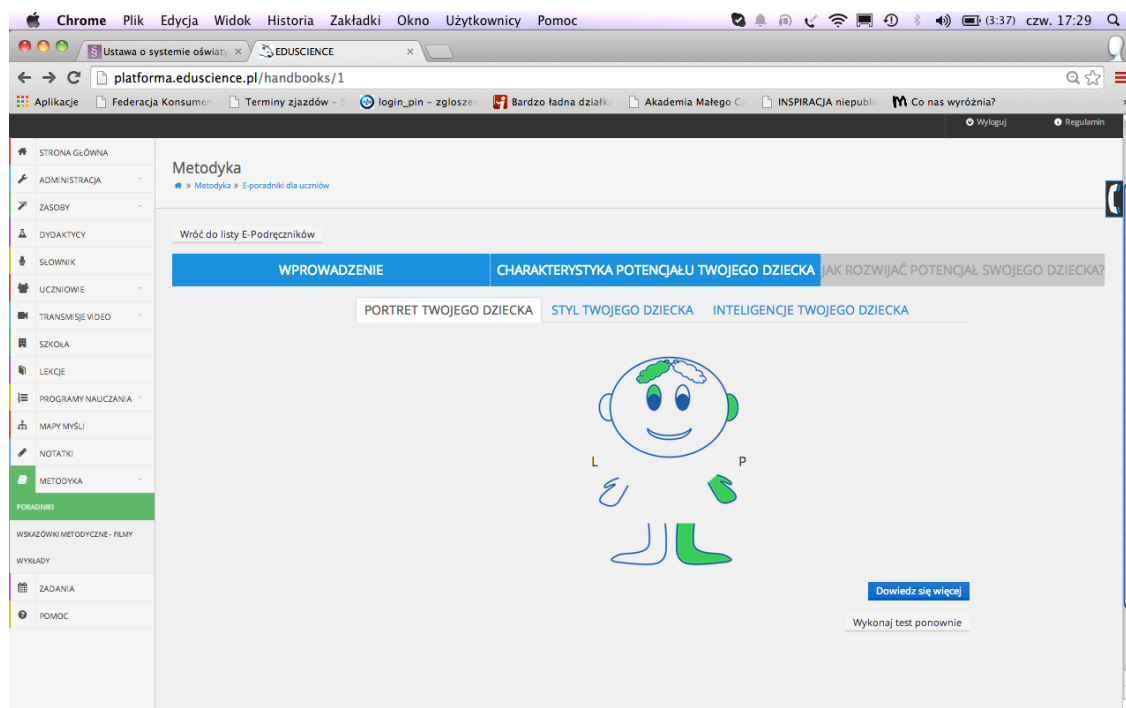 Chrome Plik Edycja Widok Historia Zakładki Okno Użytkownicy Pomoc (3:37) czw. 17:29
Ustawa o systemie oświaty × EDUSCIENCE ×
platforma.eduscience.pl/handbooks/1
Aplikacje Federacja Konsumen Terminy zjazdów – S login_pin – zgloszen Bardzo ładna działka Akademia Małego Cz INSPIRACJA niepublic Co nas wyróżnia? »
Wyloguj Regulamin
STRONA GŁÓWNA
ADMINISTRACJA
ZASOBY
DYDAKTYCY
SŁOWNIK
UCZNIOWIE
TRANSMISJE VIDEO
SZKOŁA
LEKCJE
PROGRAMY NAUCZANIA
MAPY MYŚLI
NOTATKI
METODYKA
PORADNIKI
WSKAZÓWKI METODYCZNE - FILMY
WYKŁADY
ZADANIA
POMOC
Metodyka
» Metodyka » E-poradniki dla uczniów
Wróć do listy E-Podręczników
WPROWADZENIE CHARAKTERYSTYKA POTENCJAŁU TWOJEGO DZIECKA JAK ROZWIJAĆ POTENCJAŁ SWOJEGO DZIECKA?
PORTRET TWOJEGO DZIECKA STYL TWOJEGO DZIECKA INTELIGENCJE TWOJEGO DZIECKA
L P
Dowiedz się więcej
Wykonaj test ponownie